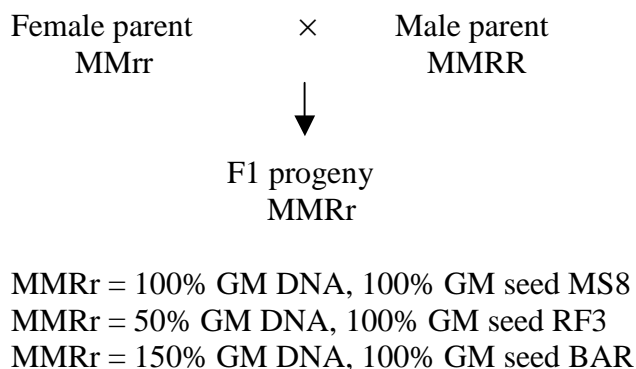 Female parent × Male parent
MMrr MMRR
F1 progeny
MMRr
MMRr = 100% GM DNA, 100% GM seed MS8
MMRr = 50% GM DNA, 100% GM seed RF3
MMRr = 150% GM DNA, 100% GM seed BAR